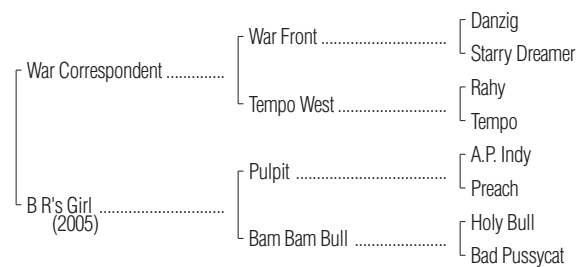 Danzig
War Front
Starry Dreamer
War Correspondent
Rahy
Tempo West
Tempo
A.P. Indy
Pulpit
Preach
B R's Girl
(2005)
Holy Bull
Bam Bam Bull
Bad Pussycat